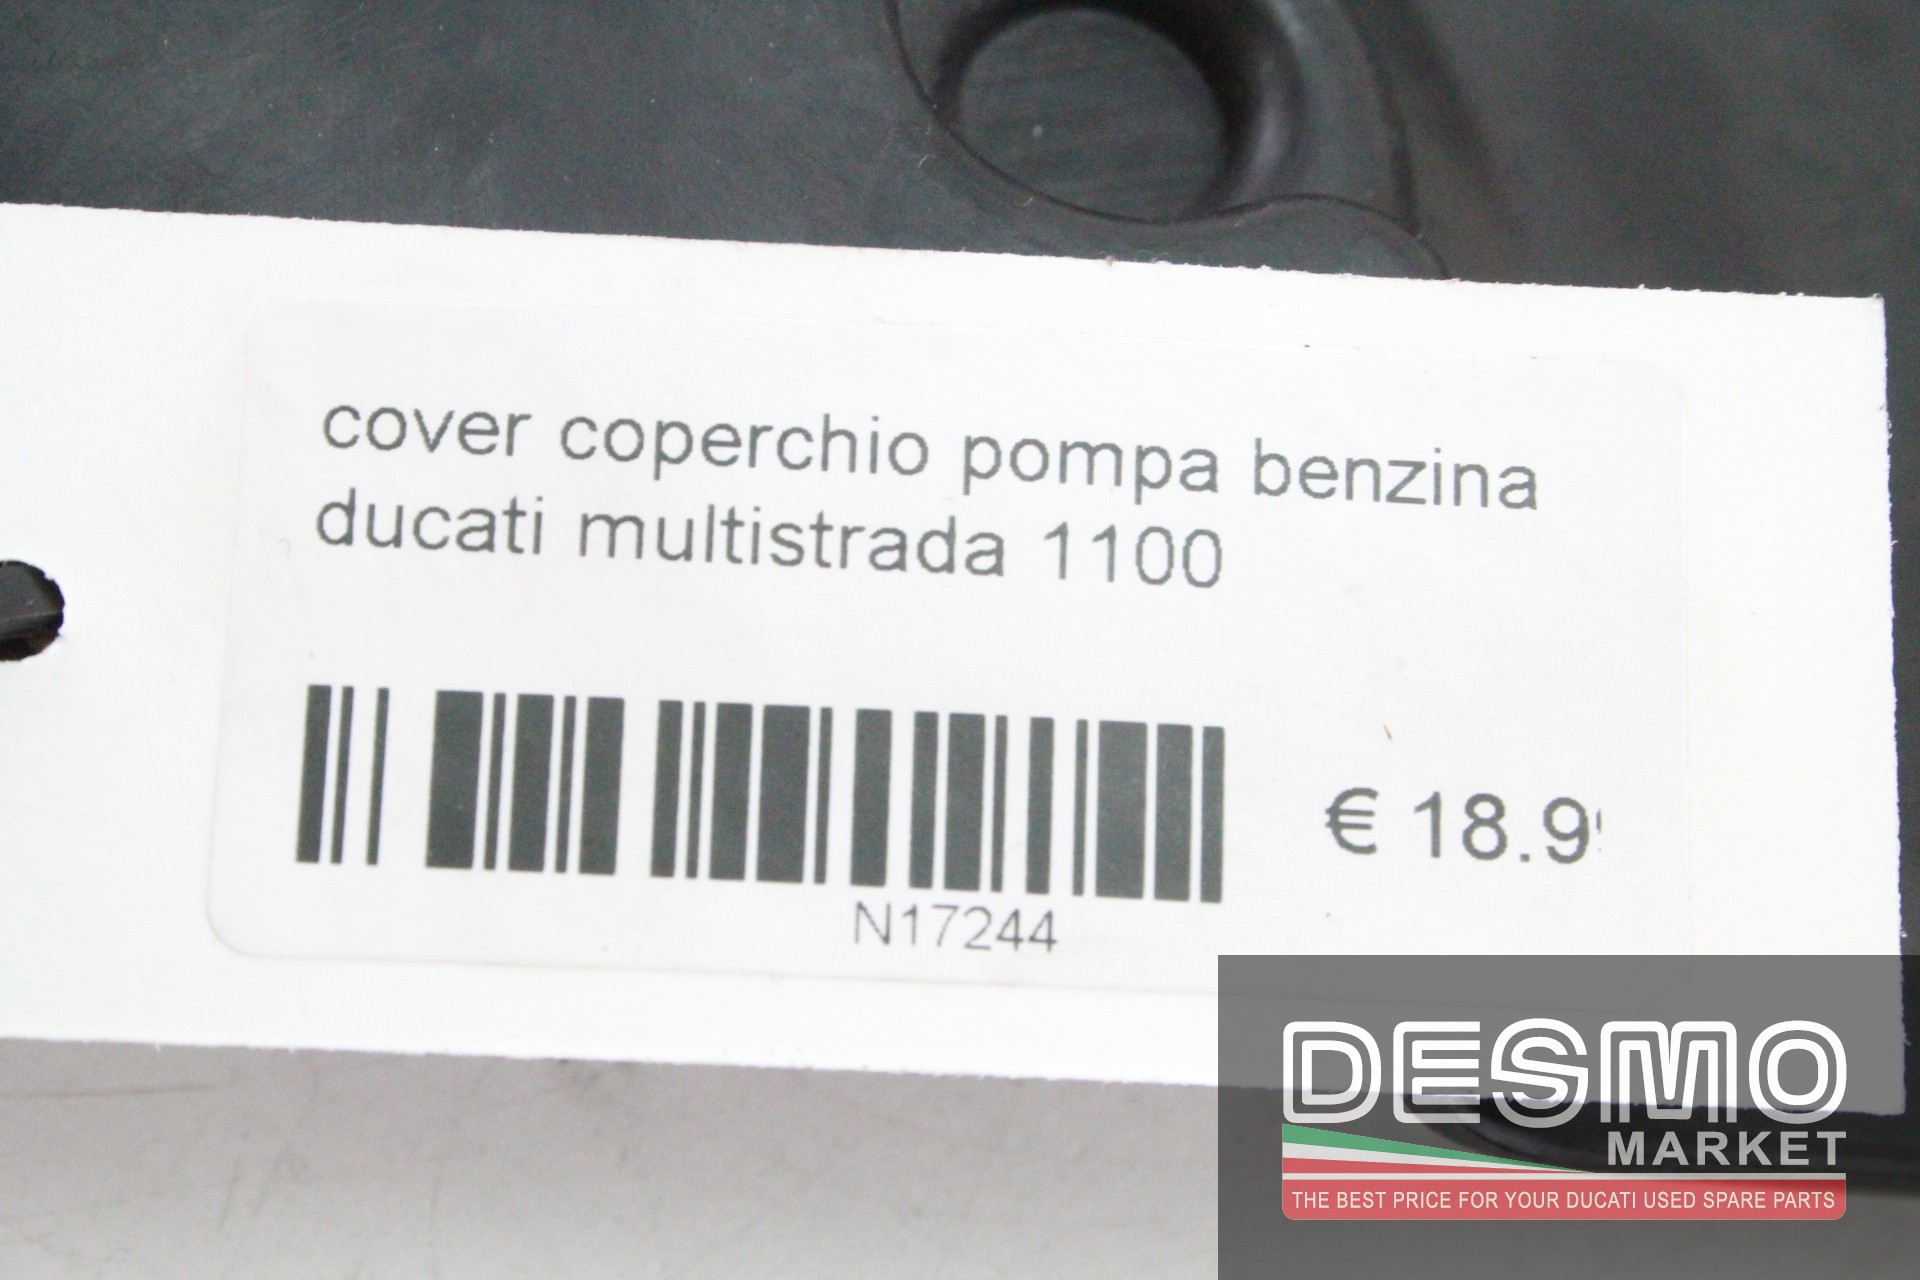 cover coperchio pompa benzina
ducati multistrada 1100
N17244
€ 18.9
DESMO
MARKET
THE BEST PRICE FOR YOUR DUCATI USED SPARE PARTS